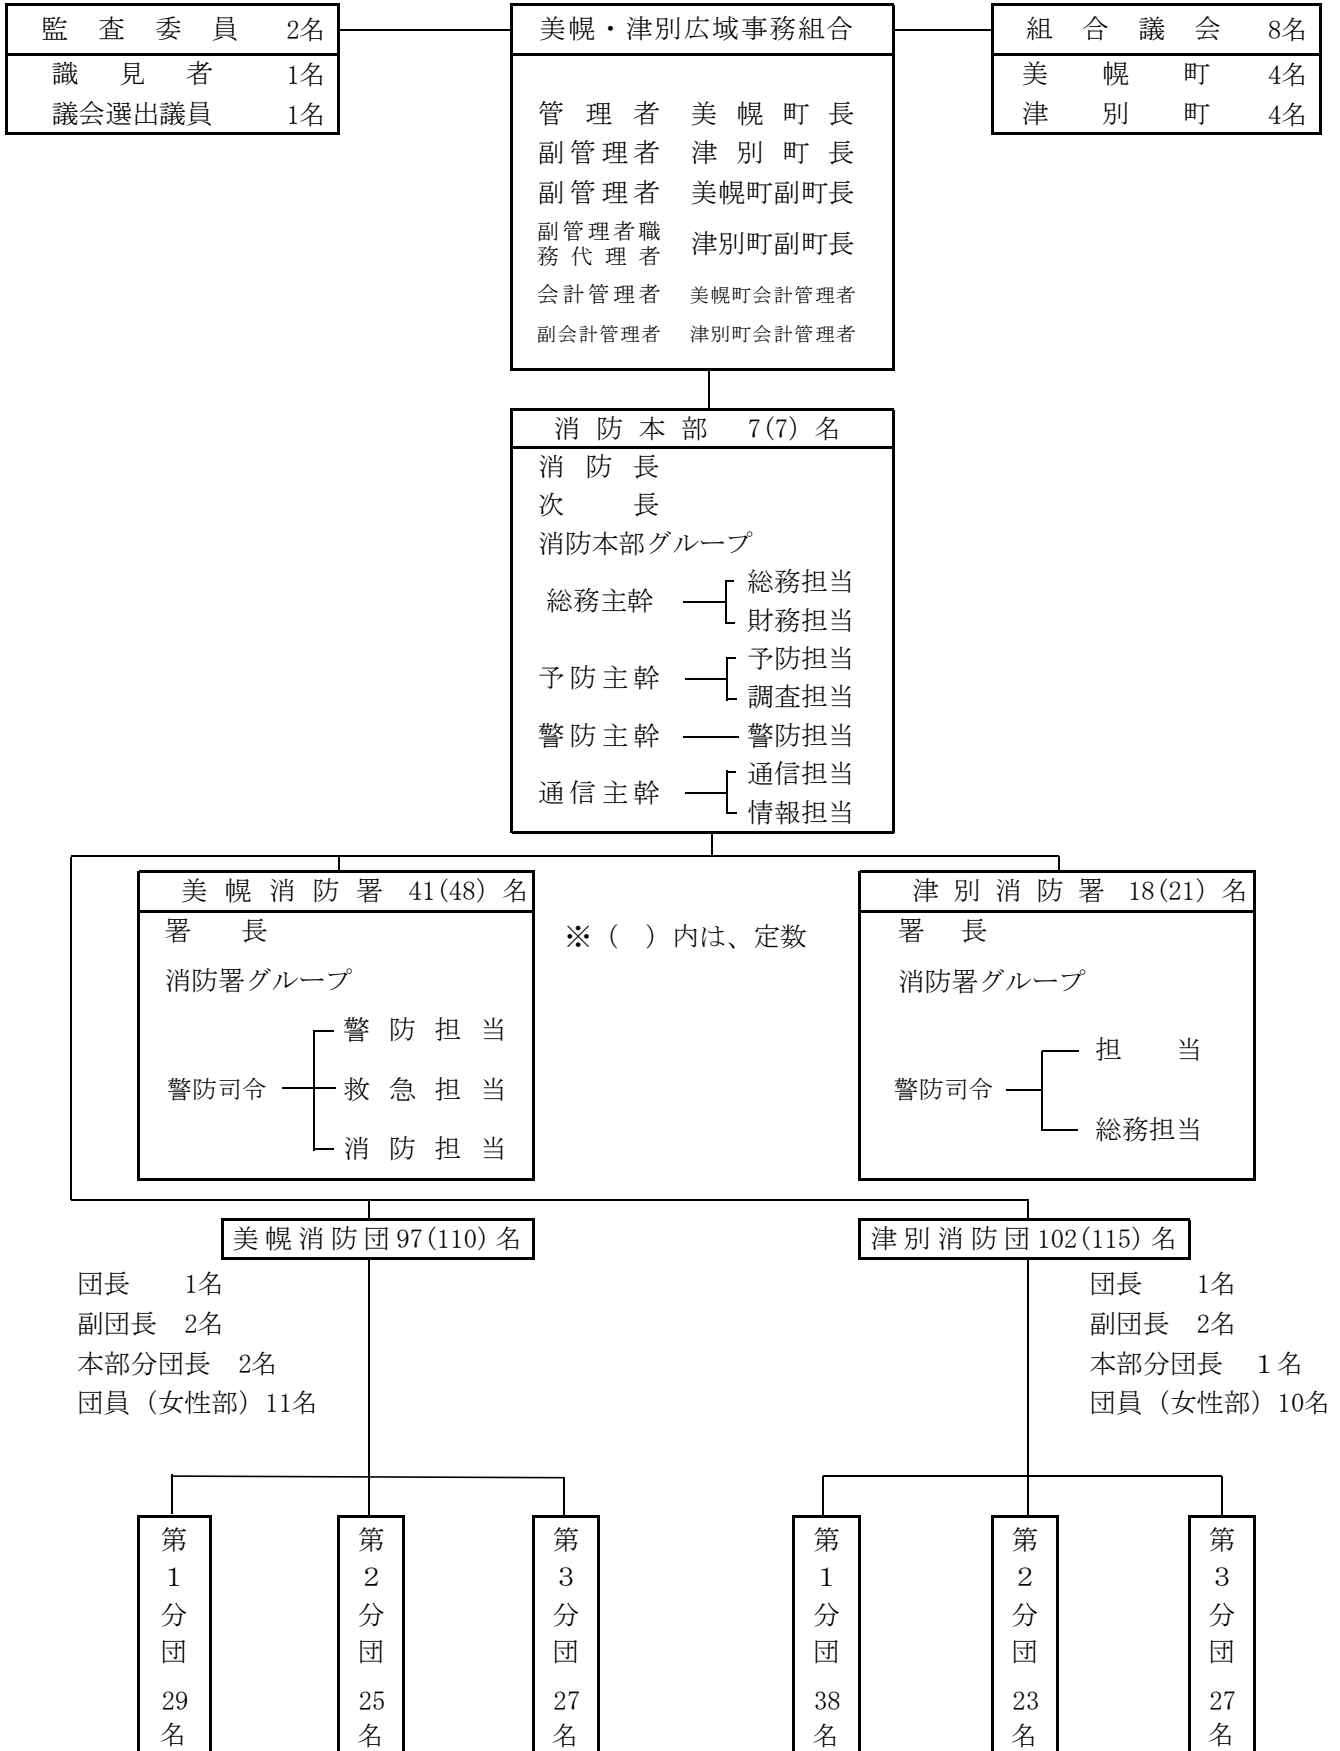 監査委員 2名
識見者 1名
議会選出議員 1名
美幌・津別広域事務組合
管理者 美幌町長
副管理者 津別町長
副管理者 美幌町副町長
副管理者職
務代理者 津別町副町長
会計管理者 美幌町会計管理者
副会計管理者 津別町会計管理者
組合議会 8名
美幌町 4名
津別町 4名
消防本部 7(7)名
消防長
次長
消防本部グループ
総務主幹
総務担当
財務担当
予防主幹
予防担当
調査担当
警防主幹 警防担当
通信主幹
通信担当
情報担当
美幌消防署 41(48)名
署長
消防署グループ
警防司令
警防担当
救急担当
消防担当
※（ ）内は、定数
津別消防署 18(21)名
署長
消防署グループ
警防司令
担当
総務担当
美幌消防団97(110)名
団長 1名
副団長 2名
本部分団長 2名
団員（女性部）11名
津別消防団102(115)名
団長 1名
副団長 2名
本部分団長 １名
団員（女性部）10名
第1分団 29名
第2分団 25名
第3分団 27名
第1分団 38名
第2分団 23名
第3分団 27名